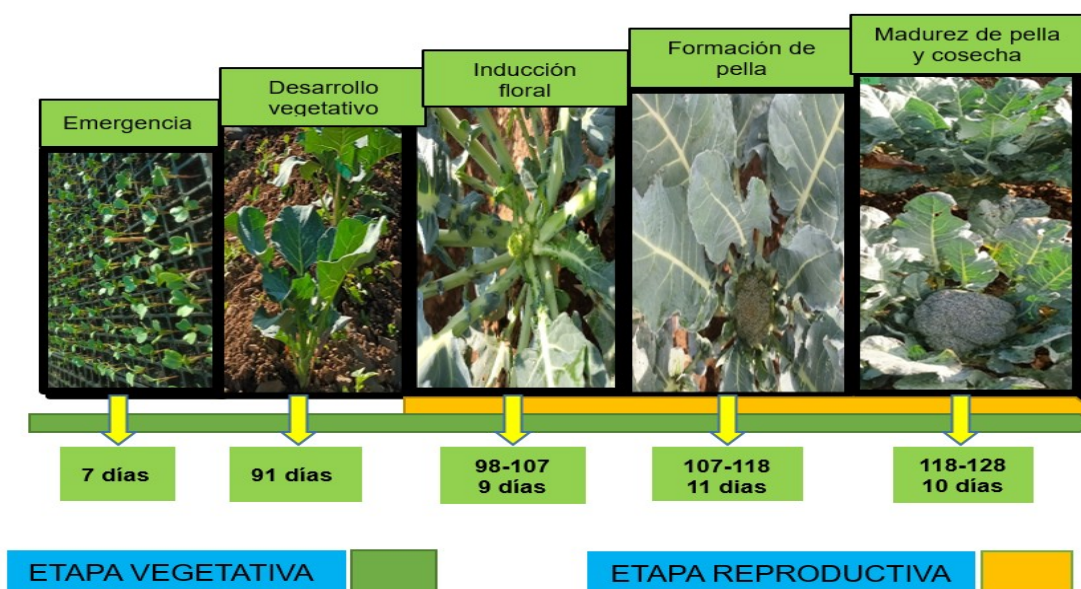 Emergencia
Desarrollo
vegetativo
Inducción
floral
Formación de
pella
Madurez de pella
y cosecha
7 días
91 días
98-107
9 días
107-118
11 dias
118-128
10 días
ETAPA VEGETATIVA
ETAPA REPRODUCTIVA